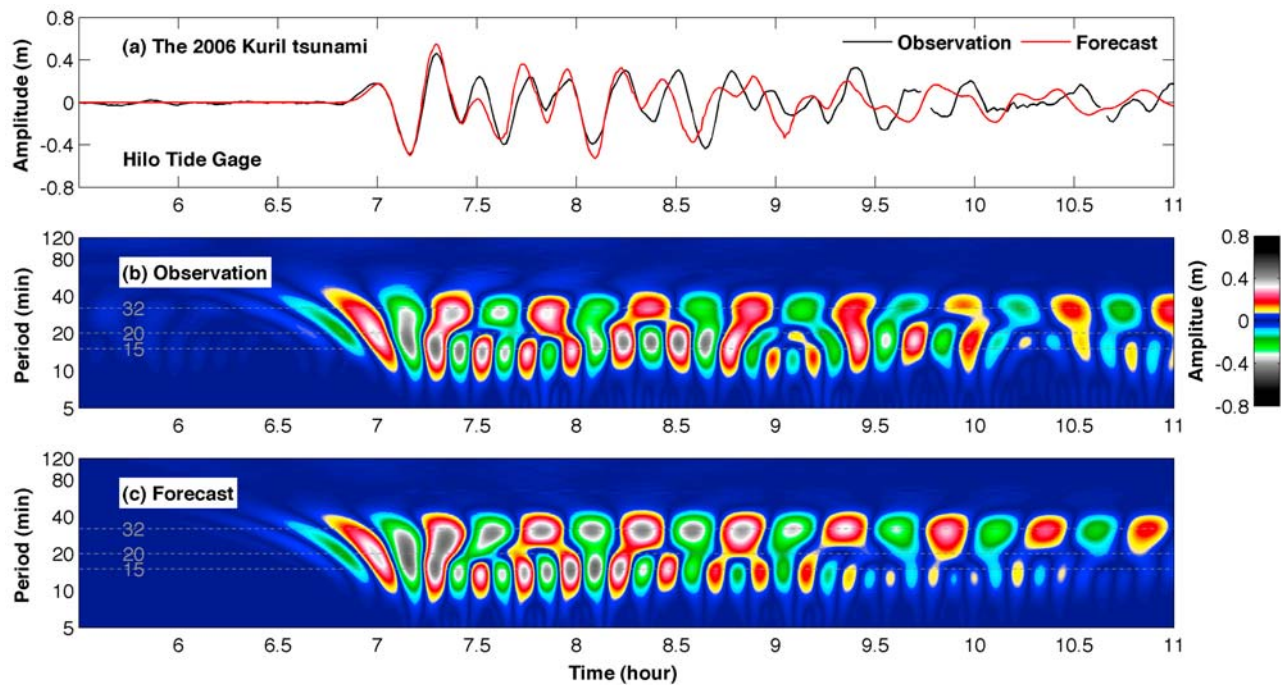 0.8
(a) The 2006 Kuril tsunami
Observation
Forecast
0.4
0
-0.4
Hilo Tide Gage
-0.8
Amplitude (m)
6 6.5 7 7.5 8 8.5 9 9.5 10 10.5 11
120
80
(b) Observation
40
32
20
15
10
5
Period (min)
6 6.5 7 7.5 8 8.5 9 9.5 10 10.5 11
0.8
0.4
0
-0.4
-0.8
Amplitude (m)
120
80
(c) Forecast
40
32
20
15
10
5
Period (min)
6 6.5 7 7.5 8 8.5 9 9.5 10 10.5 11
Time (hour)